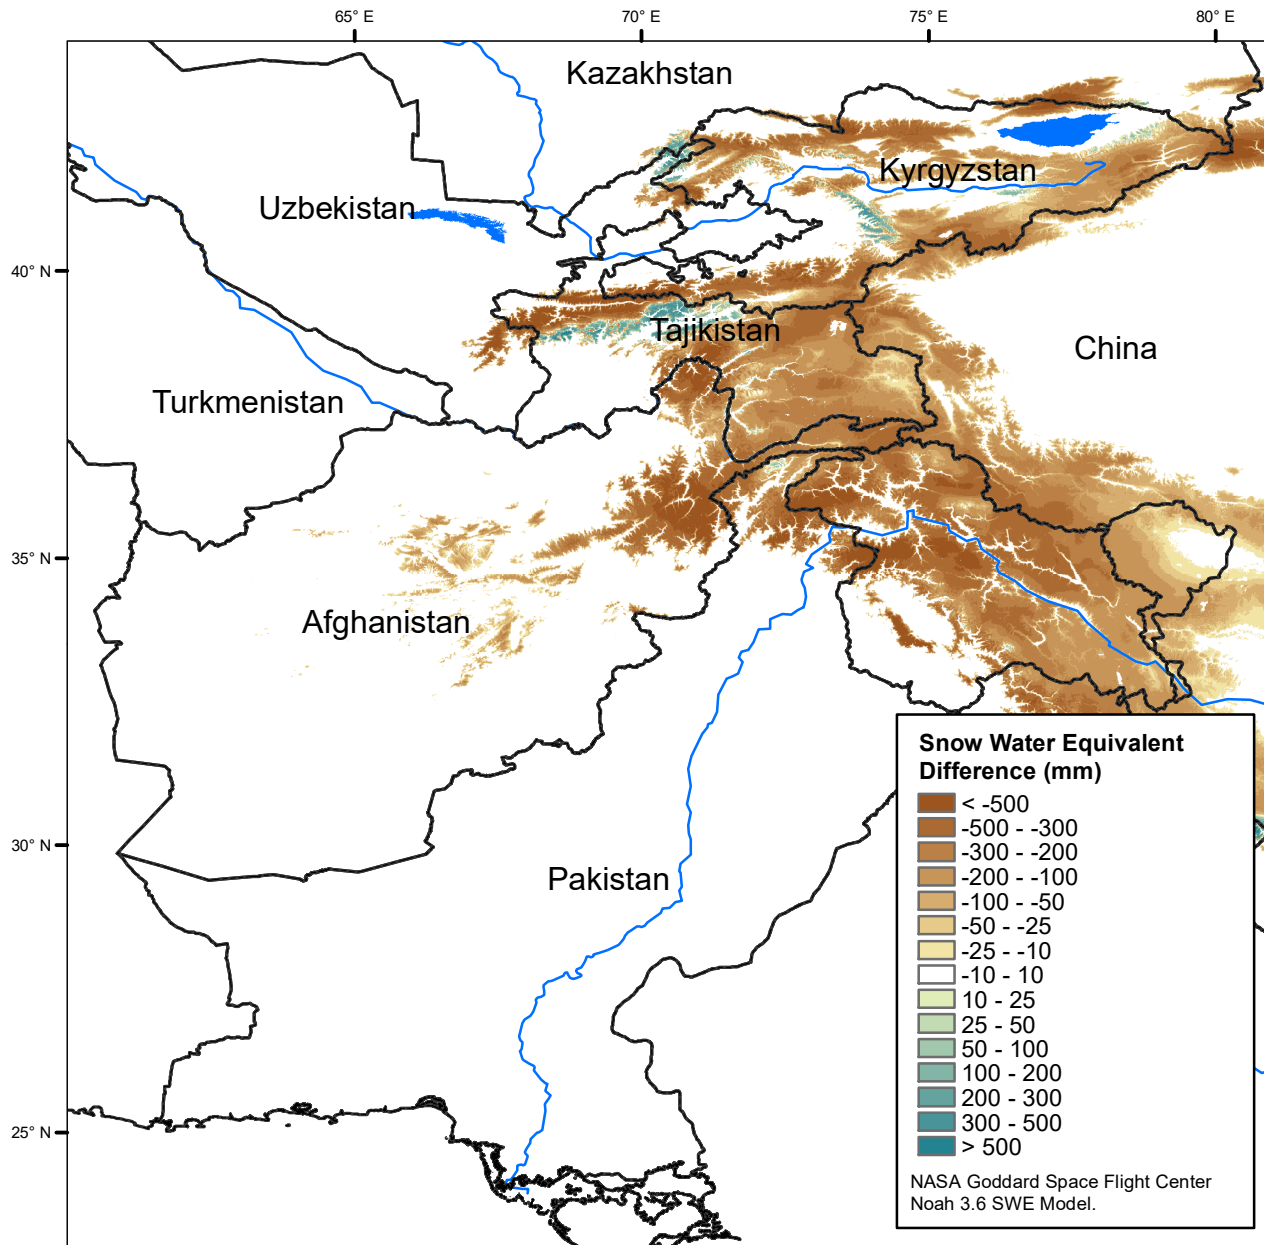 65° E
70° E
75° E
80° E
Kazakhstan
Kyrgyzstan
Uzbekistan
40° N
Tajikistan
China
Turkmenistan
35° N
Afghanistan
Snow Water Equivalent
Difference (mm)
< -500
-500 - -300
-300 - -200
-200 - -100
-100 - -50
-50 - -25
-25 - -10
-10 - 10
10 - 25
25 - 50
50 - 100
100 - 200
200 - 300
300 - 500
> 500
30° N
Pakistan
25° N
NASA Goddard Space Flight Center
Noah 3.6 SWE Model.